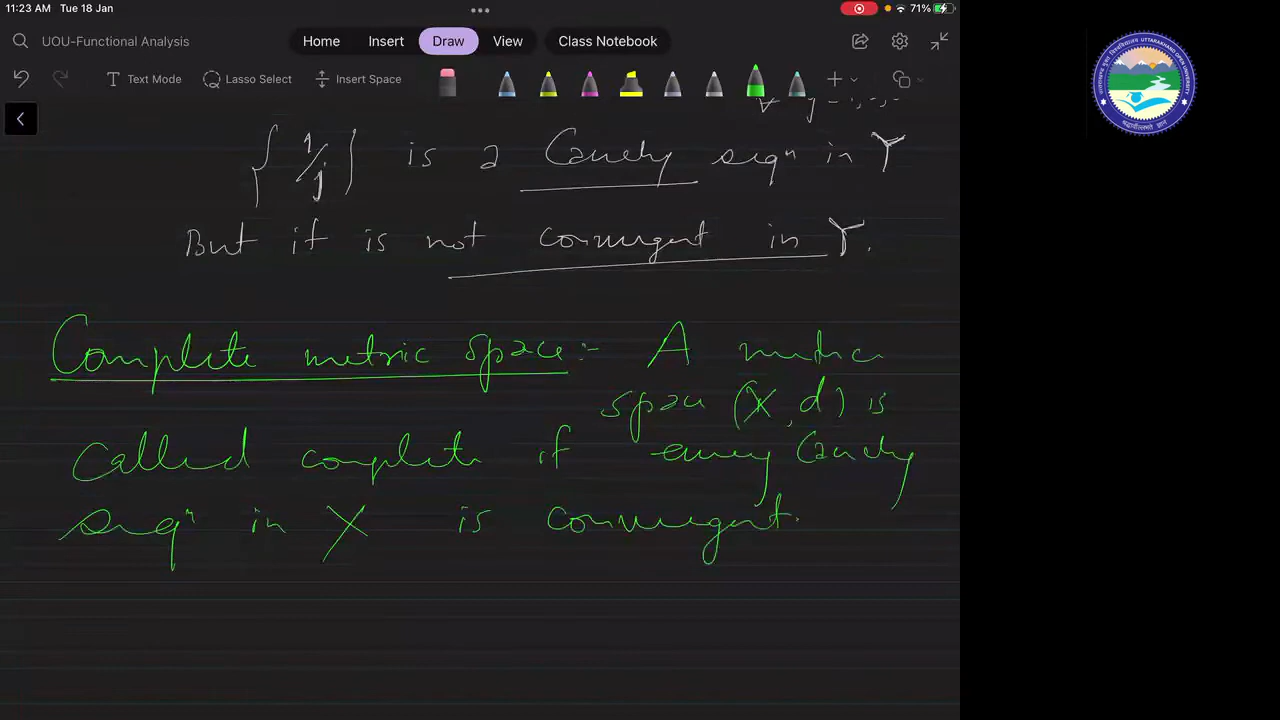 11:23 AM Tue 18 Jan
71%
UOU-Functional Analysis
Home Insert Draw View Class Notebook
Text Mode Lasso Select Insert Space
{1/j} is a Cauchy seqⁿ in Y
But it is not convergent in Y.
Complete metric space:- A metric
space (X, d) is
called complete if every Cauchy
seqⁿ in X is convergent.